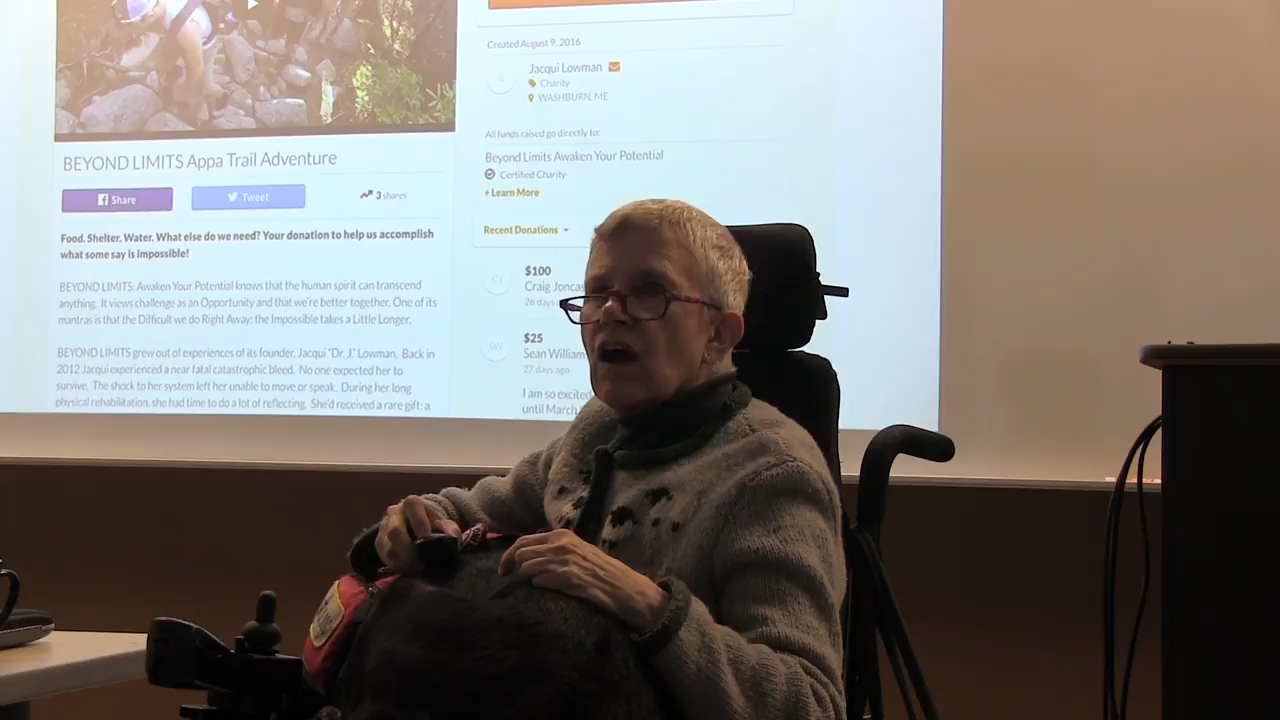 BEYOND LIMITS Appa Trail Adventure
Share
Tweet
3 shares
Food. Shelter. Water. What else do we need? Your donation to help us accomplish
what some say is impossible!
BEYOND LIMITS: Awaken Your Potential knows that the human spirit can transcend
anything. It views challenge as an Opportunity and that we're better together. One of its
mantras is that the Difficult we do Right Away; the Impossible takes a Little Longer.
BEYOND LIMITS grew out of experiences of its founder, Jacqui "Dr. J." Lowman. Back in
2012 Jacqui experienced a near fatal catastrophic bleed. No one expected her to
survive. The shock to her system left her unable to move or speak. During her long
physical rehabilitation, she had time to do a lot of reflecting. She'd received a rare gift: a
Created August 9, 2016
Jacqui Lowman
Charity
WASHBURN, ME
All funds raised go directly to:
Beyond Limits Awaken Your Potential
Certified Charity
+ Learn More
Recent Donations
CJ
$100
Craig Joncas
26 days
SW
$25
Sean William
27 days ago
I am so excited
until March